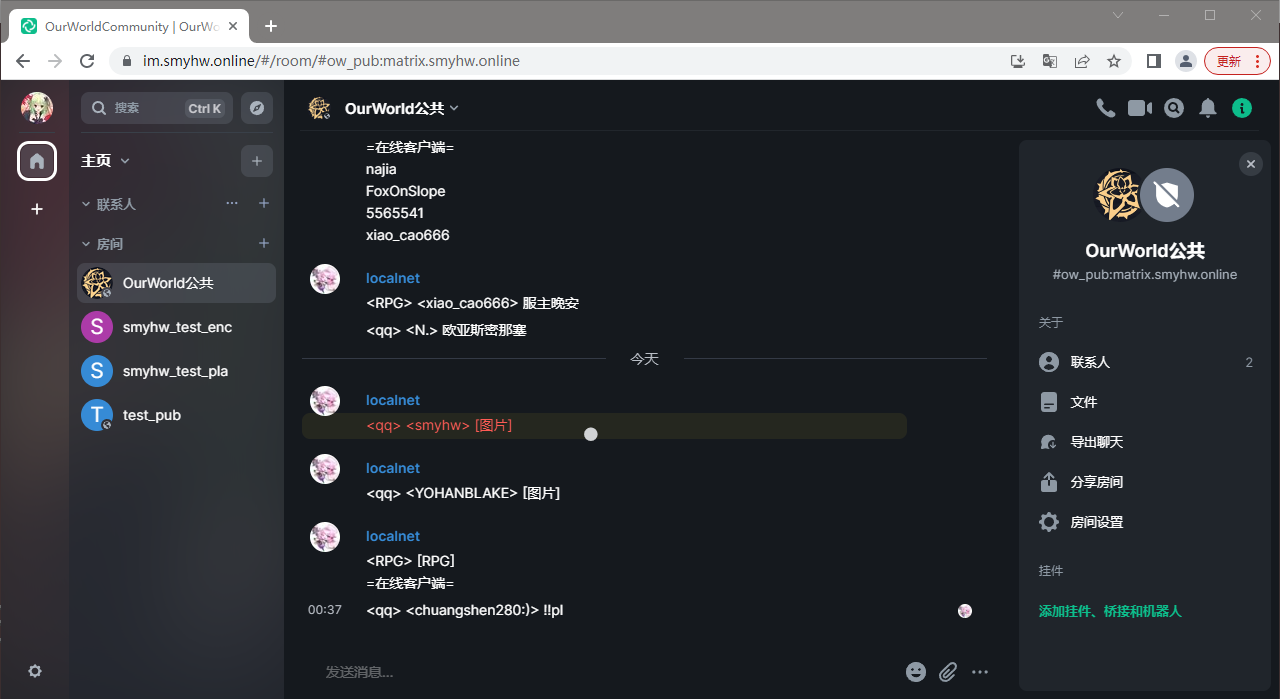 OurWorldCommunity | OurWo
im.smyhw.online/#/room/#ow_pub:matrix.smyhw.online
更新
搜索 Ctrl K
主页
联系人
房间
OurWorld公共
S smyhw_test_enc
S smyhw_test_pla
T test_pub
OurWorld公共
=在线客户端=
najia
FoxOnSlope
5565541
xiao_cao666
localnet
<RPG> <xiao_cao666> 服主晚安
<qq> <N.> 欧亚斯密那塞
今天
localnet
<qq> <smyhw> [图片]
localnet
<qq> <YOHANBLAKE> [图片]
localnet
<RPG> [RPG]
=在线客户端=
00:37 <qq> <chuangshen280:)> !!pl
发送消息...
OurWorld公共
#ow_pub:matrix.smyhw.online
关于
联系人 2
文件
导出聊天
分享房间
房间设置
挂件
添加挂件、桥接和机器人